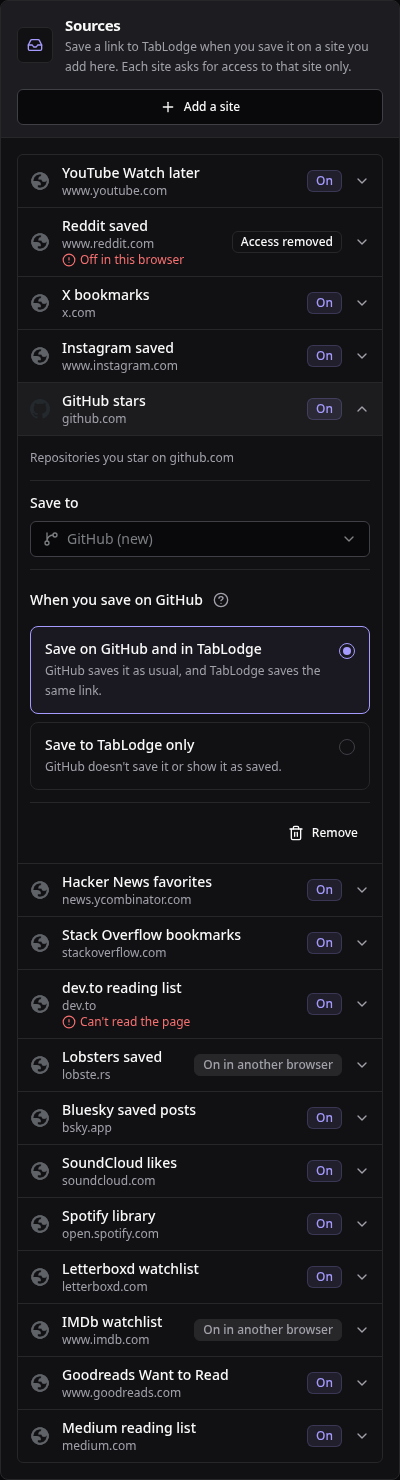 Sources
Save a link to TabLodge when you save it on a site you
add here. Each site asks for access to that site only.
Add a site
YouTube Watch later
www.youtube.com
On
Reddit saved
www.reddit.com
Off in this browser
Access removed
X bookmarks
x.com
On
Instagram saved
www.instagram.com
On
GitHub stars
github.com
On
Repositories you star on github.com
Save to
GitHub (new)
When you save on GitHub
Save on GitHub and in TabLodge
GitHub saves it as usual, and TabLodge saves the
same link.
Save to TabLodge only
GitHub doesn't save it or show it as saved.
Remove
Hacker News favorites
news.ycombinator.com
On
Stack Overflow bookmarks
stackoverflow.com
On
dev.to reading list
dev.to
Can't read the page
On
Lobsters saved
lobste.rs
On in another browser
Bluesky saved posts
bsky.app
On
SoundCloud likes
soundcloud.com
On
Spotify library
open.spotify.com
On
Letterboxd watchlist
letterboxd.com
On
IMDb watchlist
www.imdb.com
On in another browser
Goodreads Want to Read
www.goodreads.com
On
Medium reading list
medium.com
On